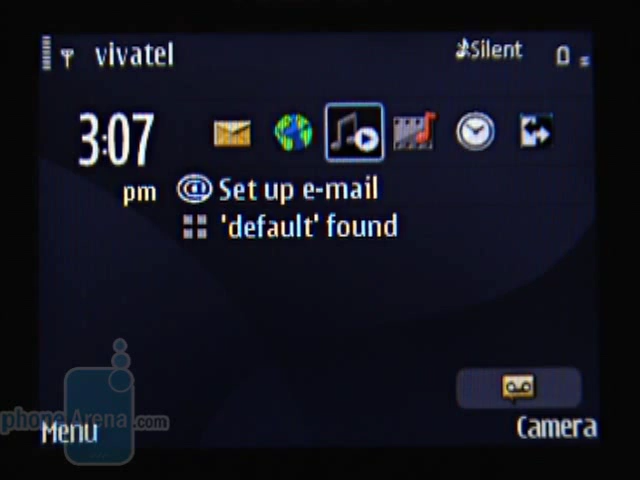 vivatel
Silent
3:07
pm
@ Set up e-mail
'default' found
phoneArena.com
Menu
Camera